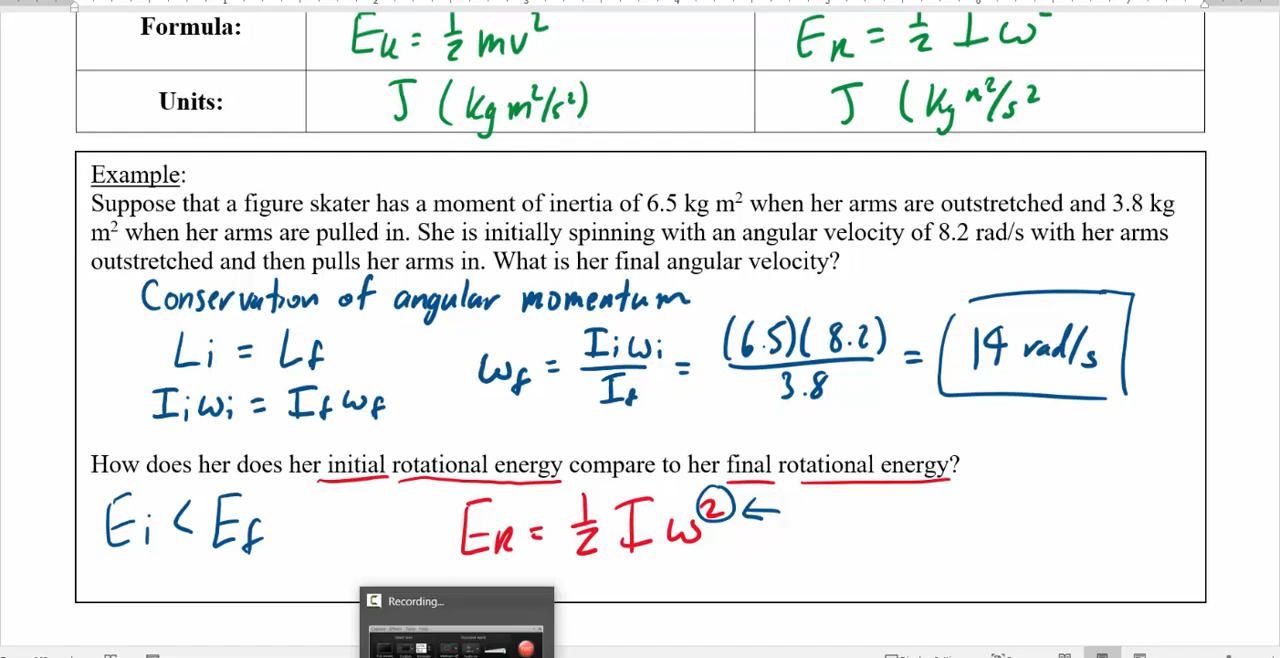 Formula: E_K = 1/2 mv² E_R = 1/2 I ω²
Units: J (kg m²/s²) J (kg m²/s²
Example:
Suppose that a figure skater has a moment of inertia of 6.5 kg m² when her arms are outstretched and 3.8 kg
m² when her arms are pulled in. She is initially spinning with an angular velocity of 8.2 rad/s with her arms
outstretched and then pulls her arms in. What is her final angular velocity?
Conservation of angular momentum
Li = Lf
Iiωi = Ifωf
ωf = Iiωi/If = (6.5)(8.2)/3.8 = 14 rad/s
How does her does her initial rotational energy compare to her final rotational energy?
Ei < Ef E_R = 1/2 I ω² ←
Recording...